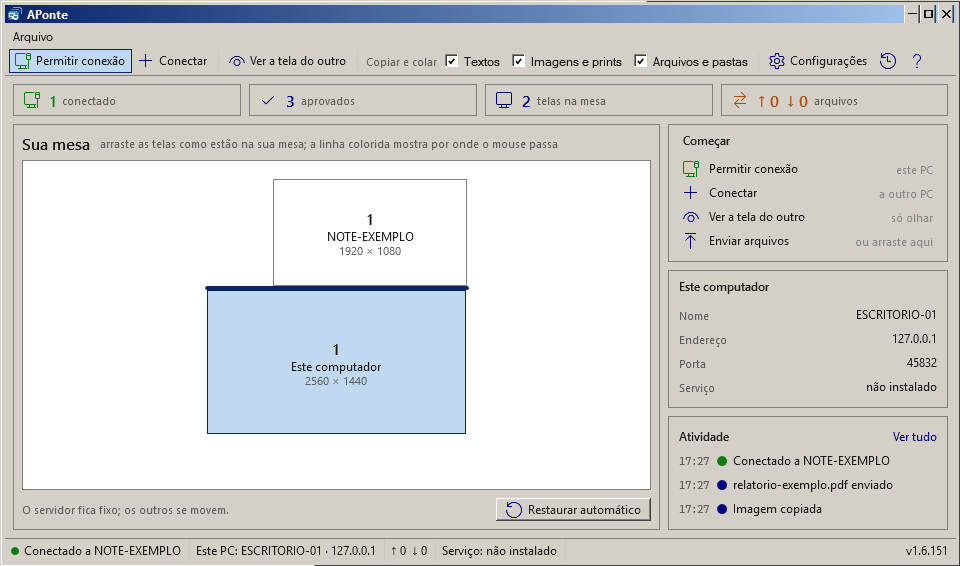 APonte
Arquivo
Permitir conexão
Conectar
Ver a tela do outro
Copiar e colar
Textos
Imagens e prints
Arquivos e pastas
Configurações
?
1 conectado
3 aprovados
2 telas na mesa
↑ 0 ↓ 0 arquivos
Sua mesa
arraste as telas como estão na sua mesa; a linha colorida mostra por onde o mouse passa
1
NOTE-EXEMPLO
1920 × 1080
1
Este computador
2560 × 1440
O servidor fica fixo; os outros se movem.
Restaurar automático
Começar
Permitir conexão este PC
Conectar a outro PC
Ver a tela do outro só olhar
Enviar arquivos ou arraste aqui
Este computador
Nome ESCRITORIO-01
Endereço 127.0.0.1
Porta 45832
Serviço não instalado
Atividade Ver tudo
17:27 Conectado a NOTE-EXEMPLO
17:27 relatorio-exemplo.pdf enviado
17:27 Imagem copiada
Conectado a NOTE-EXEMPLO
Este PC: ESCRITORIO-01 · 127.0.0.1
↑ 0 ↓ 0
Serviço: não instalado
v1.6.151